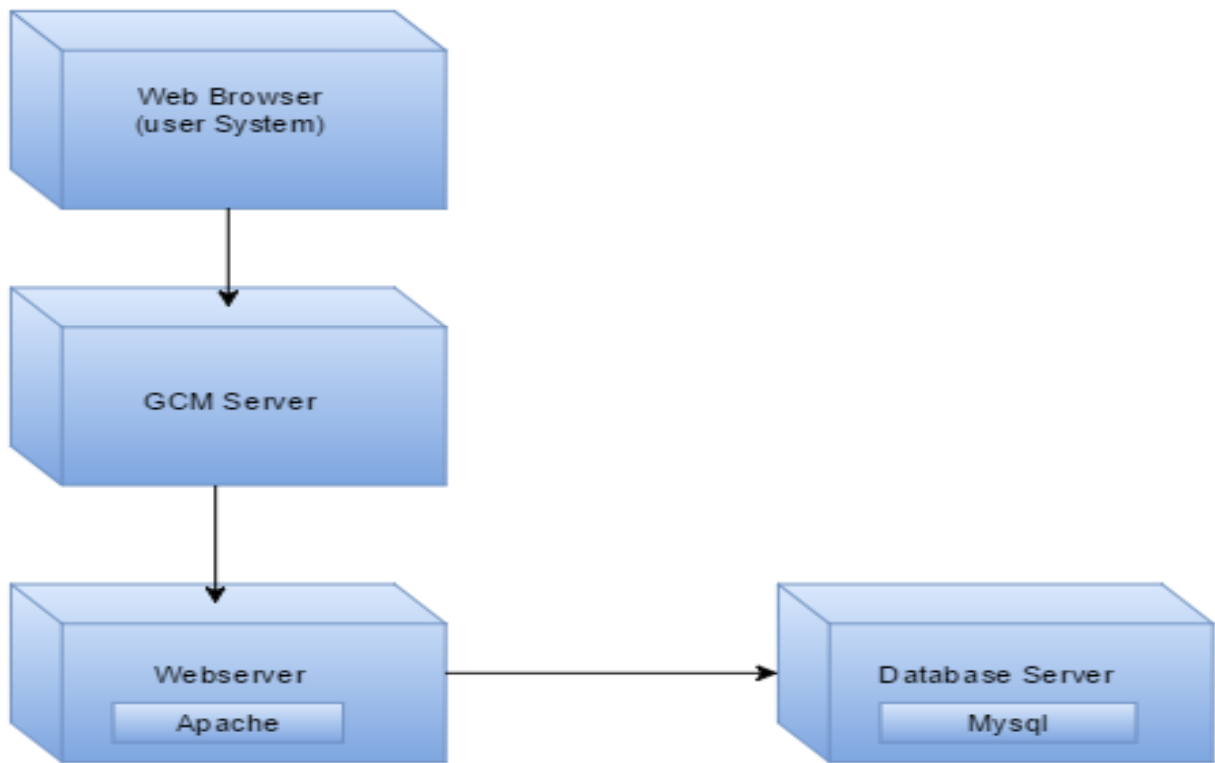 Web Browser
(user System)
GCM Server
Webserver
Apache
Database Server
Mysql